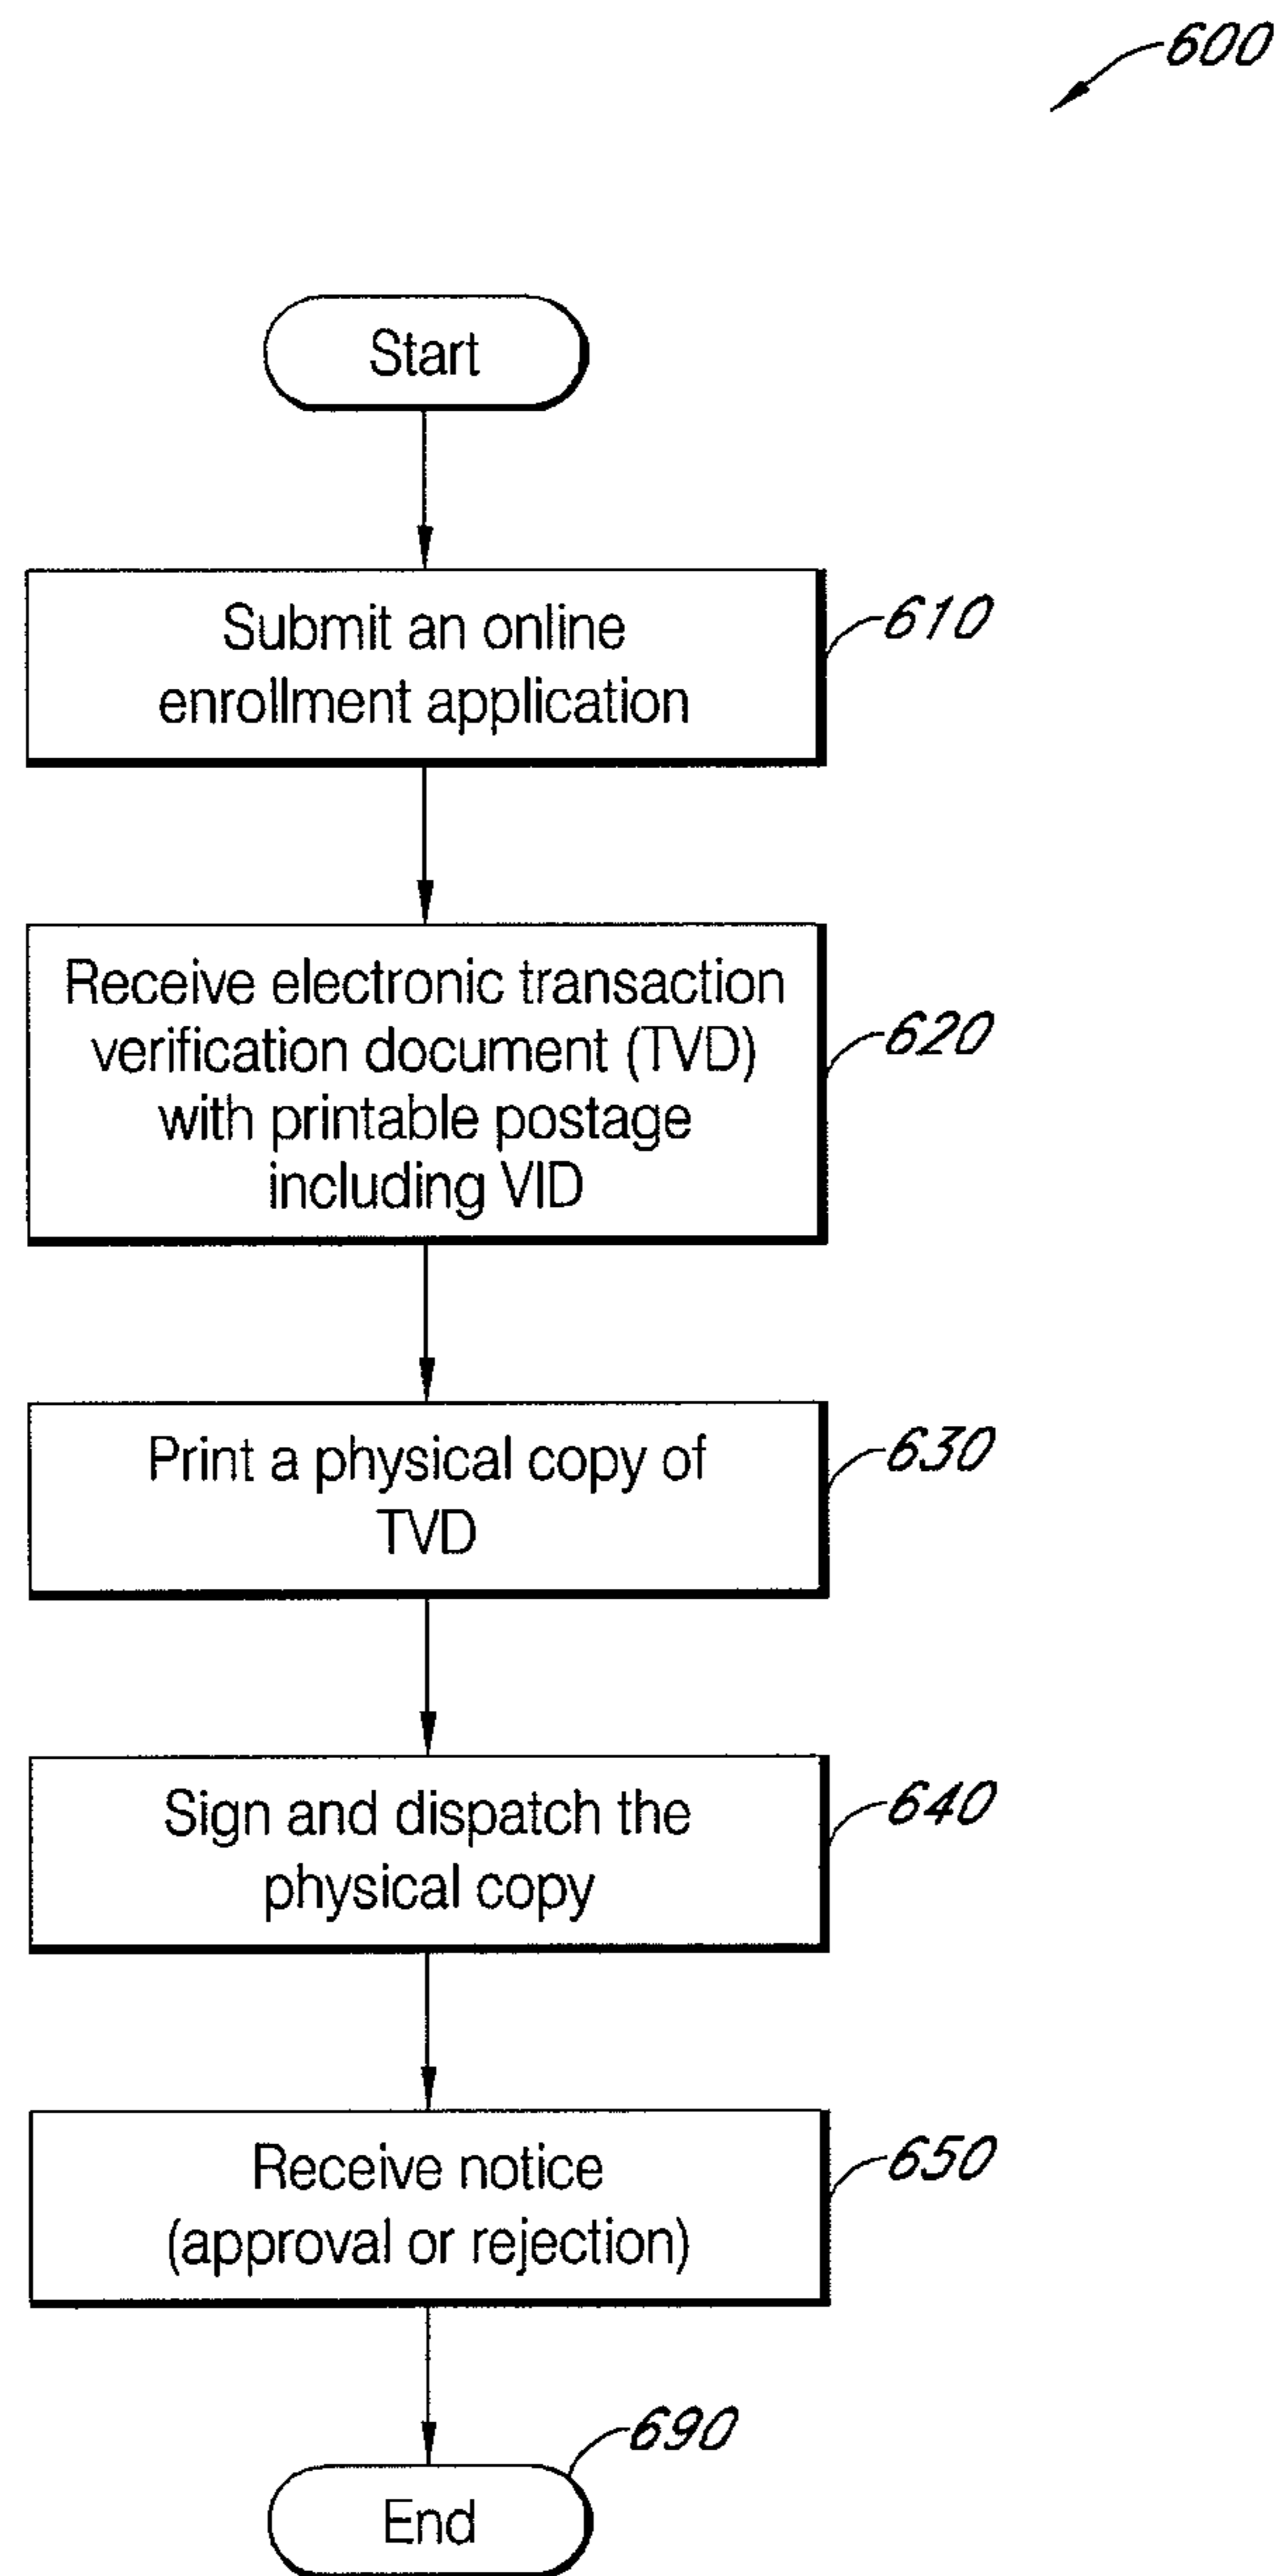 600
Start
Submit an online
enrollment application
610
Receive electronic transaction
verification document (TVD)
with printable postage
including VID
620
Print a physical copy of
TVD
630
Sign and dispatch the
physical copy
640
Receive notice
(approval or rejection)
650
690
End